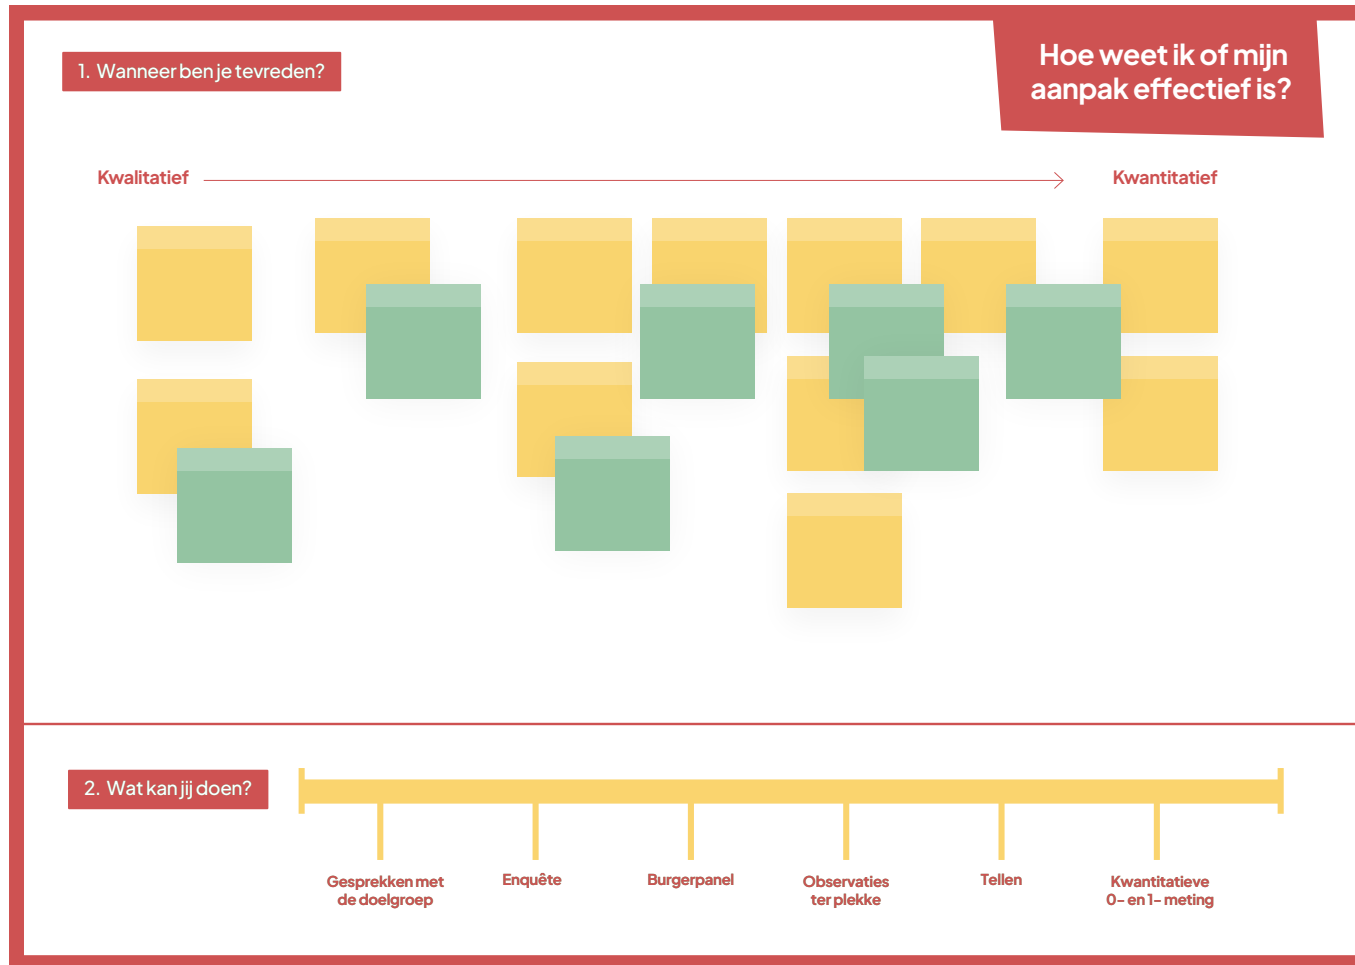 1. Wanneer ben je tevreden?
Hoe weet ik of mijn
aanpak effectief is?
Kwalitatief
Kwantitatief
2. Wat kan jij doen?
Gesprekken met
de doelgroep
Enquête
Burgerpanel
Observaties
ter plekke
Tellen
Kwantitatieve
0- en 1- meting